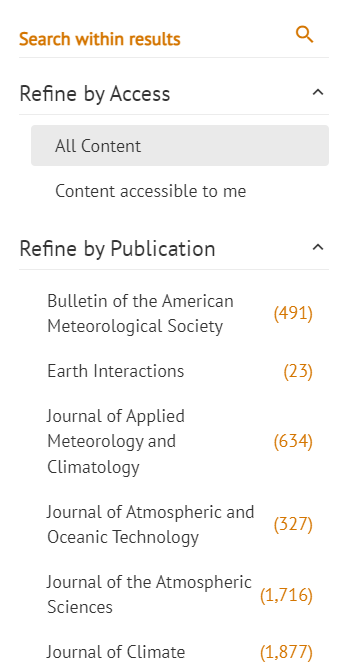 Search within results
Refine by Access
All Content
Content accessible to me
Refine by Publication
Bulletin of the American
Meteorological Society
(491)
Earth Interactions (23)
Journal of Applied
Meteorology and
Climatology
(634)
Journal of Atmospheric and
Oceanic Technology
(327)
Journal of the Atmospheric
Sciences
(1,716)
Journal of Climate (1,877)